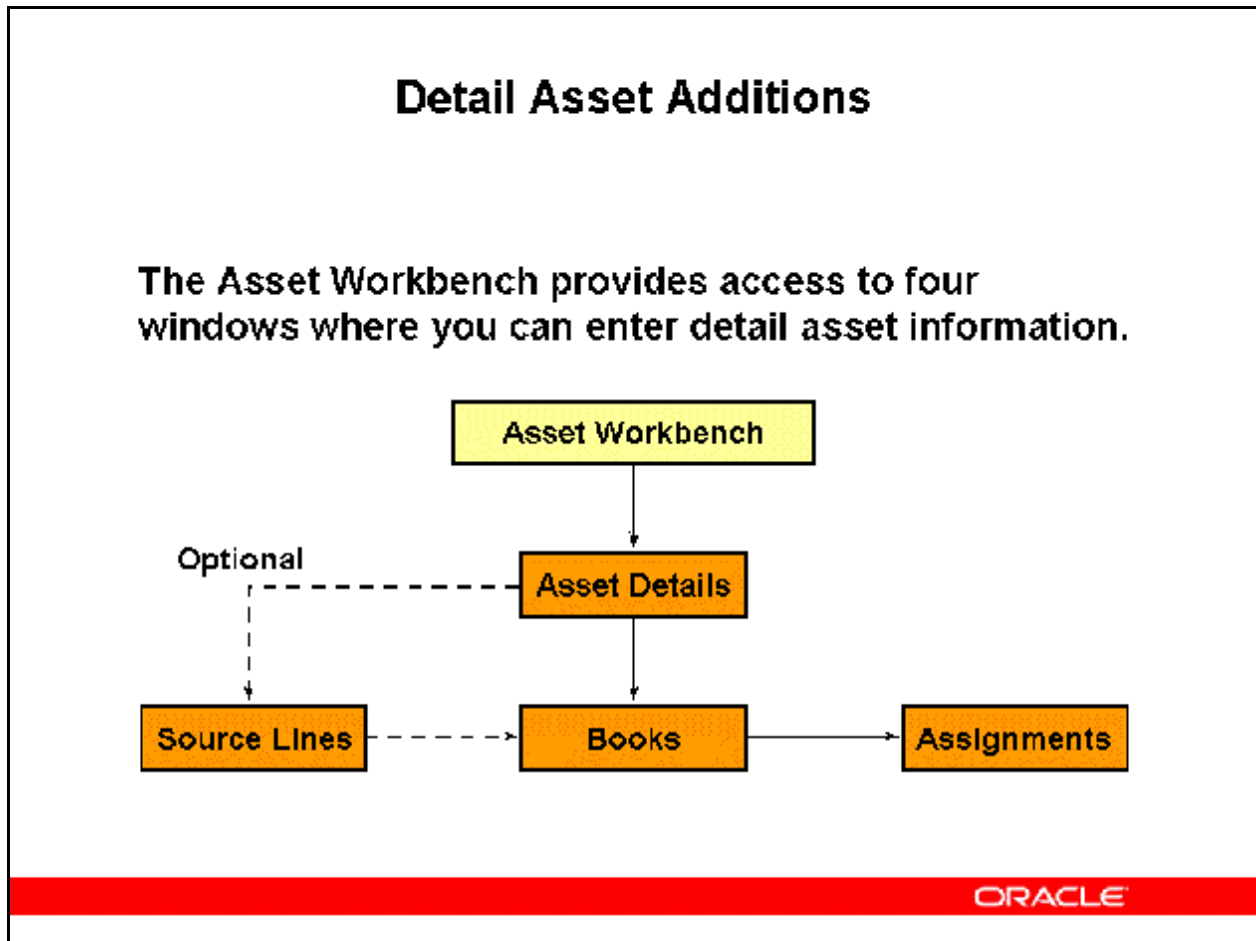 Detail Asset Additions
The Asset Workbench provides access to four
windows where you can enter detail asset information.
Asset Workbench
Optional
Asset Details
Source Lines
Books
Assignments
ORACLE